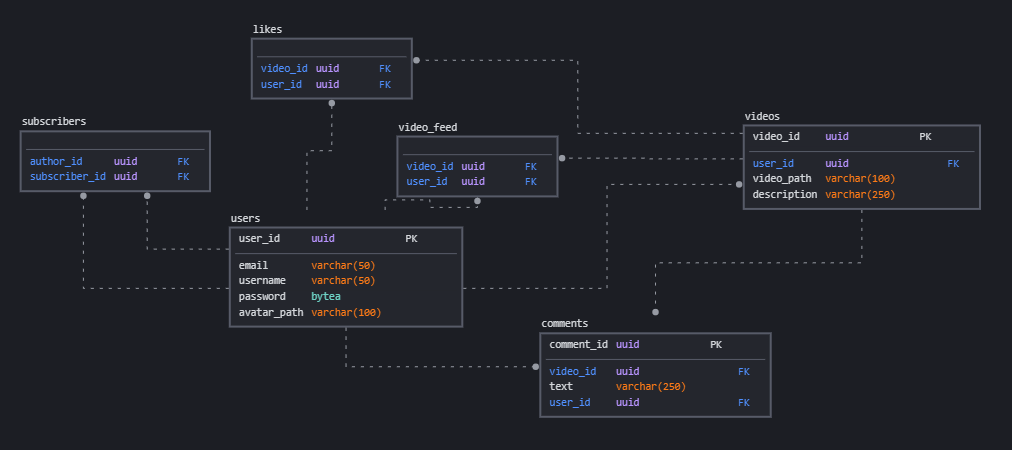 likes
video_id uuid FK
user_id uuid FK
subscribers
author_id uuid FK
subscriber_id uuid FK
video_feed
video_id uuid FK
user_id uuid FK
videos
video_id uuid PK
user_id uuid FK
video_path varchar(100)
description varchar(250)
users
user_id uuid PK
email varchar(50)
username varchar(50)
password bytea
avatar_path varchar(100)
comments
comment_id uuid PK
video_id uuid FK
text varchar(250)
user_id uuid FK